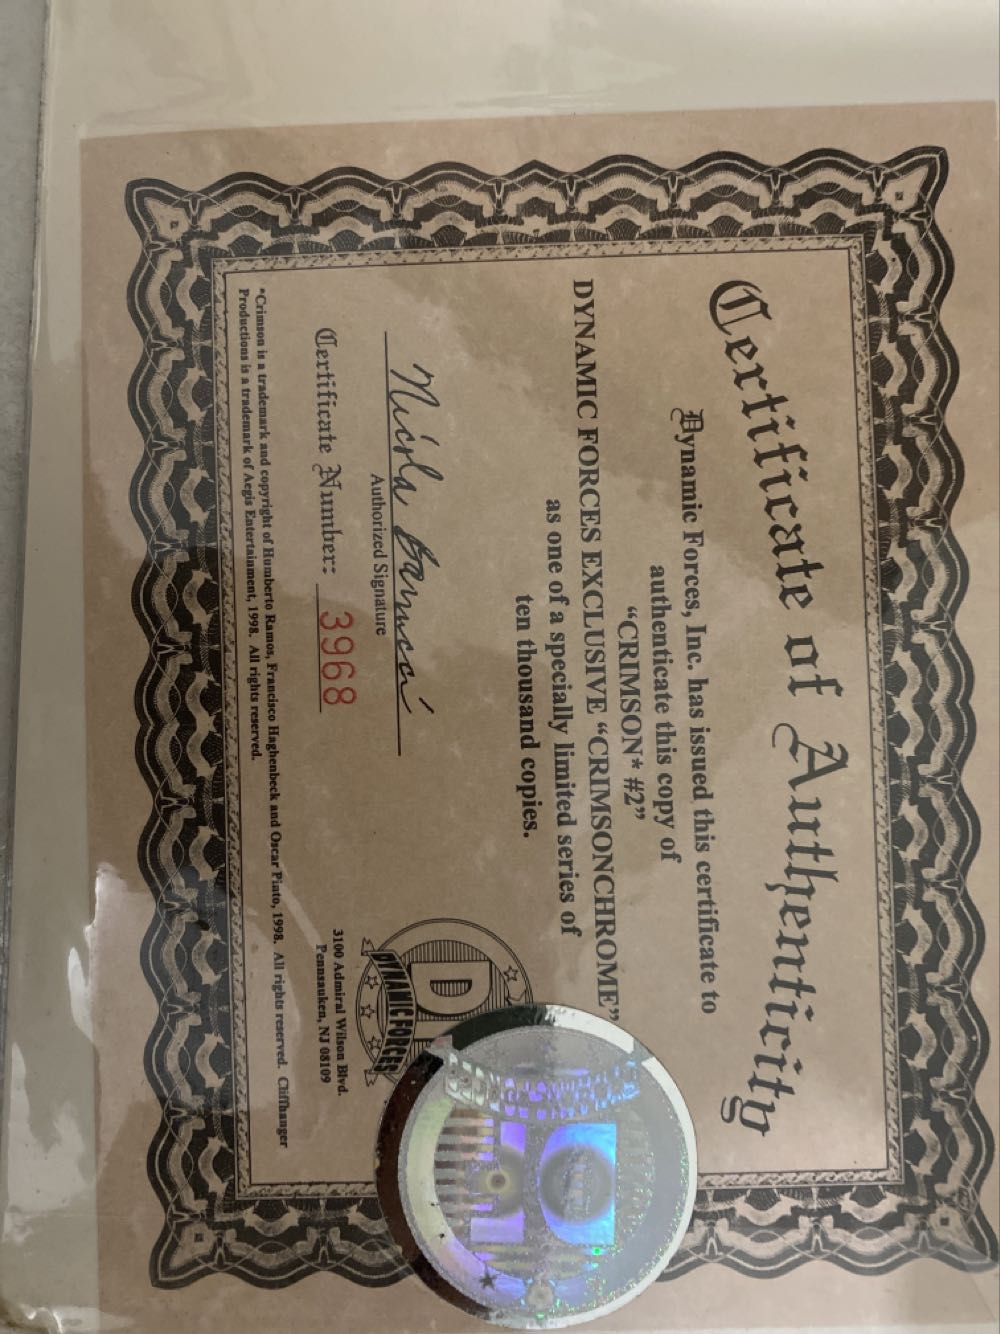 Certificate of Authenticity
Dynamic Forces, Inc. has issued this certificate to
authenticate this copy of
“CRIMSON* #2”
DYNAMIC FORCES EXCLUSIVE “CRIMSONCHROME”
as one of a specially limited series of
ten thousand copies.
Authorized Signature
Certificate Number: 3968
D
DYNAMIC FORCES
3100 Admiral Wilson Blvd.
Pennsauken, NJ 08109
*Crimson is a trademark and copyright of Humberto Ramos, Francisco Haghenbeck and Oscar Pinto, 1998. All rights reserved. Cliffhanger
Productions is a trademark of Aegis Entertainment, 1998. All rights reserved.